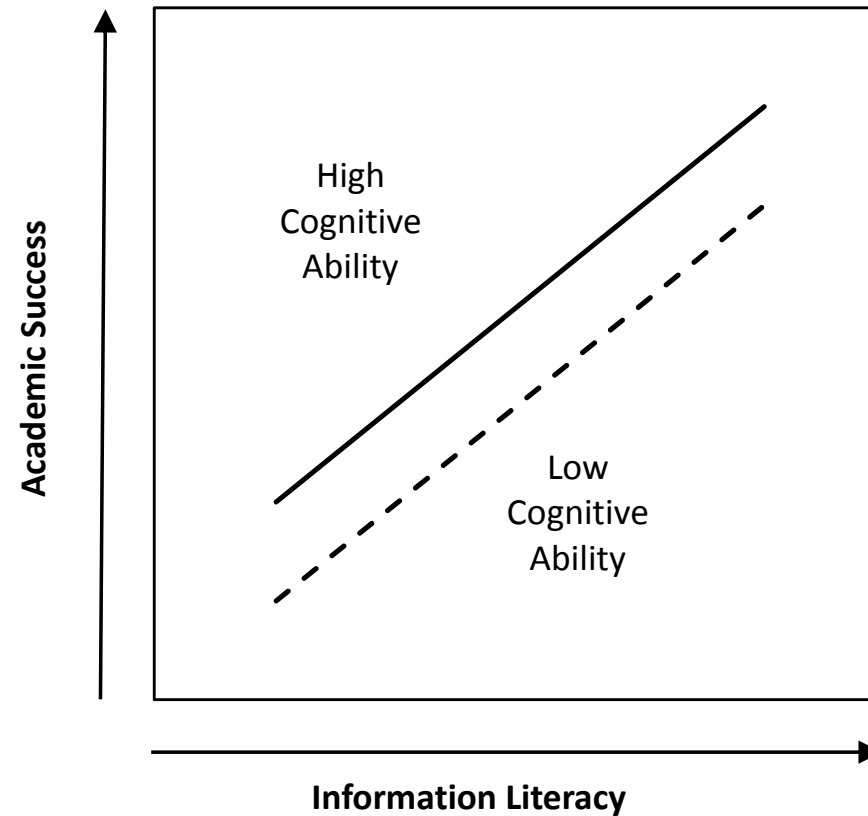 Academic Success
High
Cognitive
Ability
Low
Cognitive
Ability
Information Literacy